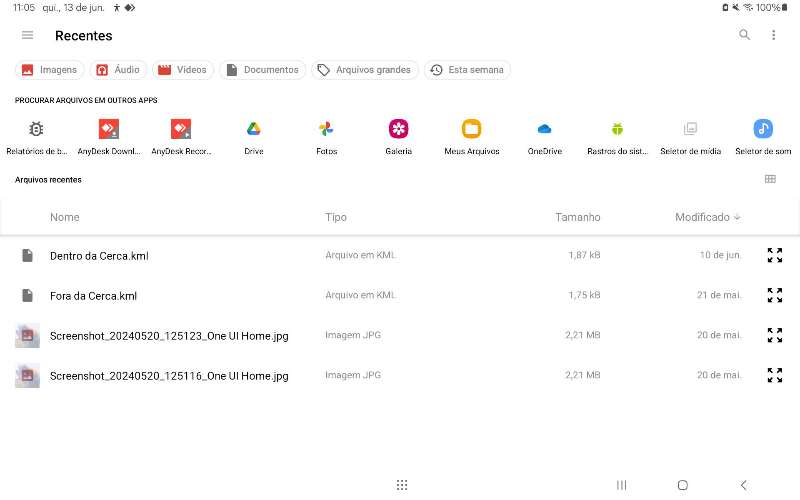 11:05 qui., 13 de jun. 100%
Recentes
Imagens Áudio Vídeos Documentos Arquivos grandes Esta semana
PROCURAR ARQUIVOS EM OUTROS APPS
Relatórios de b... AnyDesk Downl... AnyDesk Recor... Drive Fotos Galeria Meus Arquivos OneDrive Rastros do sist... Seletor de mídia Seletor de som
Arquivos recentes
Nome Tipo Tamanho Modificado
Dentro da Cerca.kml Arquivo em KML 1,87 kB 10 de jun.
Fora da Cerca.kml Arquivo em KML 1,75 kB 21 de mai.
Screenshot_20240520_125123_One UI Home.jpg Imagem JPG 2,21 MB 20 de mai.
Screenshot_20240520_125116_One UI Home.jpg Imagem JPG 2,21 MB 20 de mai.